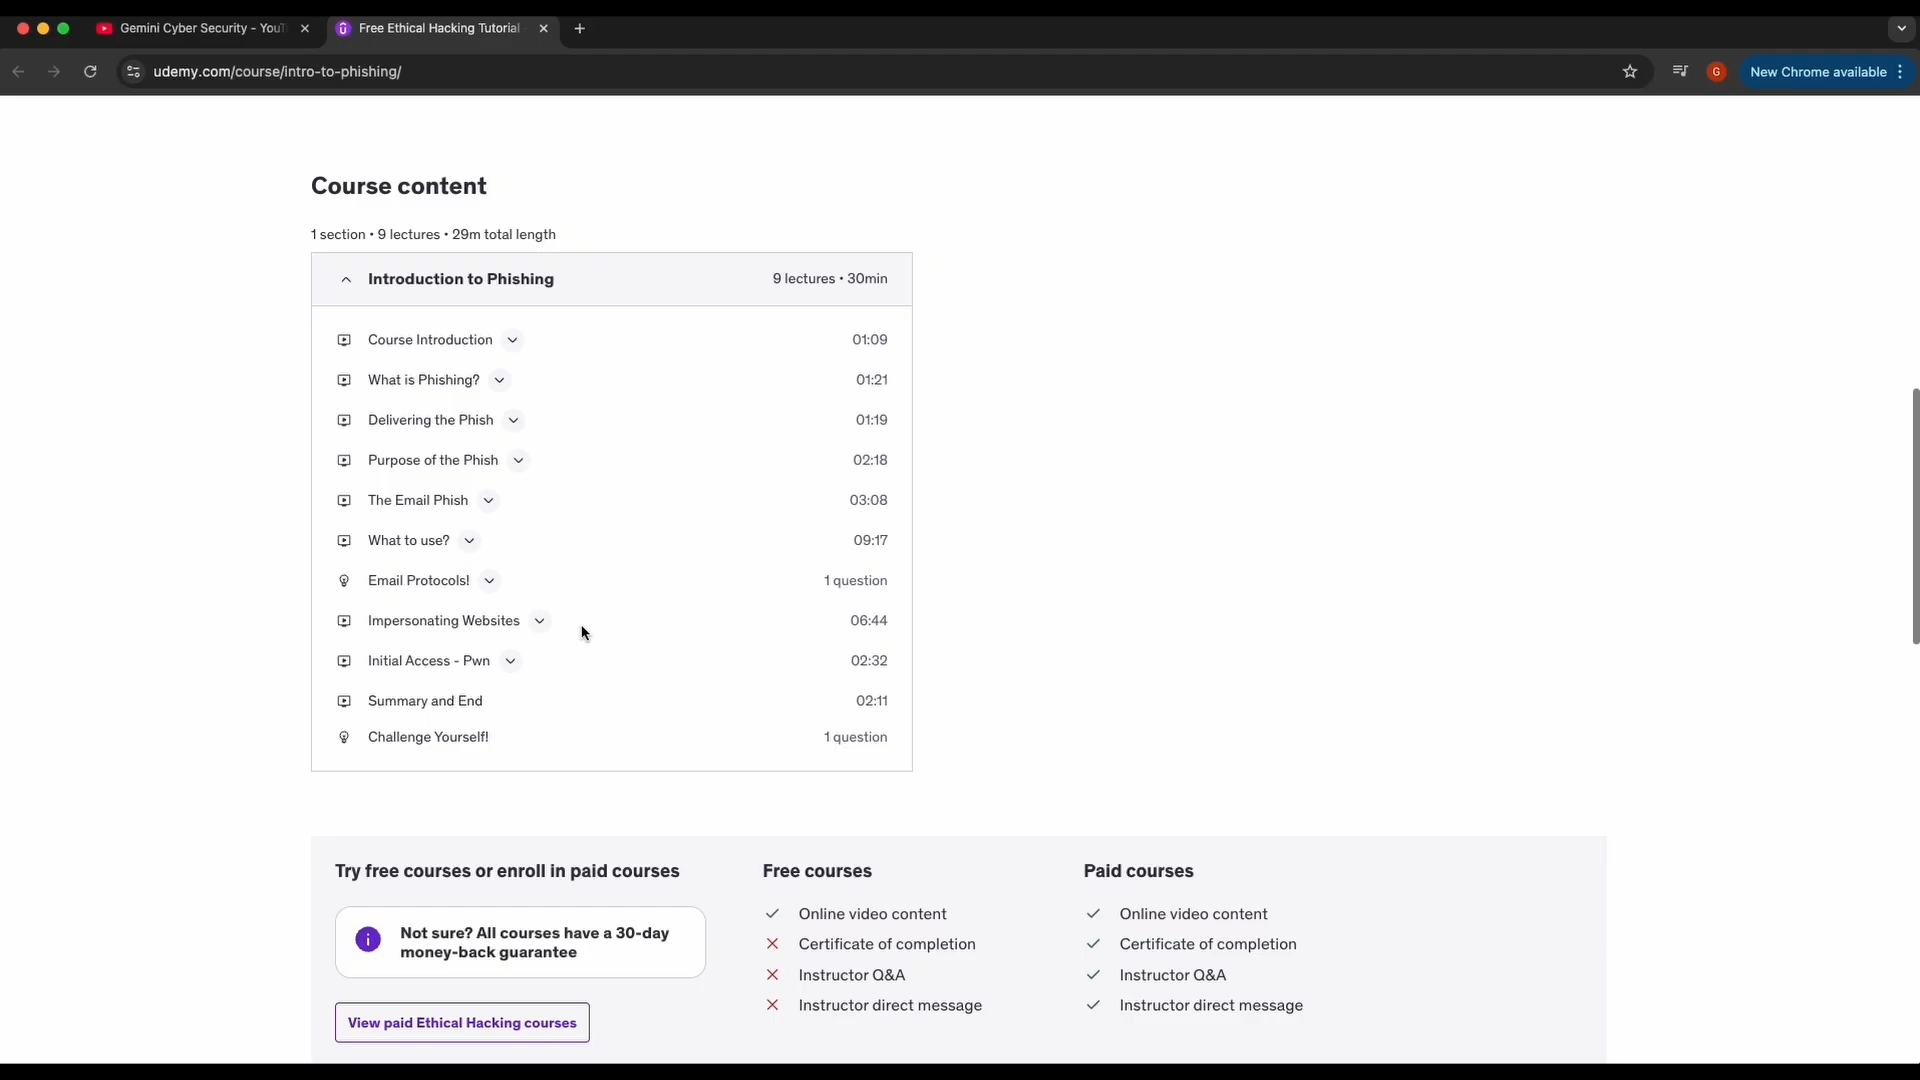 Gemini Cyber Security - YouT
Free Ethical Hacking Tutorial
udemy.com/course/intro-to-phishing/
G
New Chrome available
Course content
1 section • 9 lectures • 29m total length
Introduction to Phishing 9 lectures • 30min
Course Introduction 01:09
What is Phishing? 01:21
Delivering the Phish 01:19
Purpose of the Phish 02:18
The Email Phish 03:08
What to use? 09:17
Email Protocols! 1 question
Impersonating Websites 06:44
Initial Access - Pwn 02:32
Summary and End 02:11
Challenge Yourself! 1 question
Try free courses or enroll in paid courses
Not sure? All courses have a 30-day
money-back guarantee
View paid Ethical Hacking courses
Free courses
Online video content
Certificate of completion
Instructor Q&A
Instructor direct message
Paid courses
Online video content
Certificate of completion
Instructor Q&A
Instructor direct message